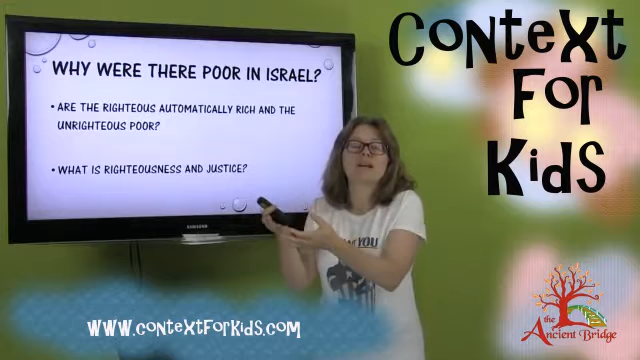 WHY WERE THERE POOR IN ISRAEL?
• ARE THE RIGHTEOUS AUTOMATICALLY RICH AND THE
UNRIGHTEOUS POOR?
• WHAT IS RIGHTEOUSNESS AND JUSTICE?
SAMSUNG
YOU
ConteXt
For
KidS
the
Ancient Bridge
WWW.conteXtForKids.com